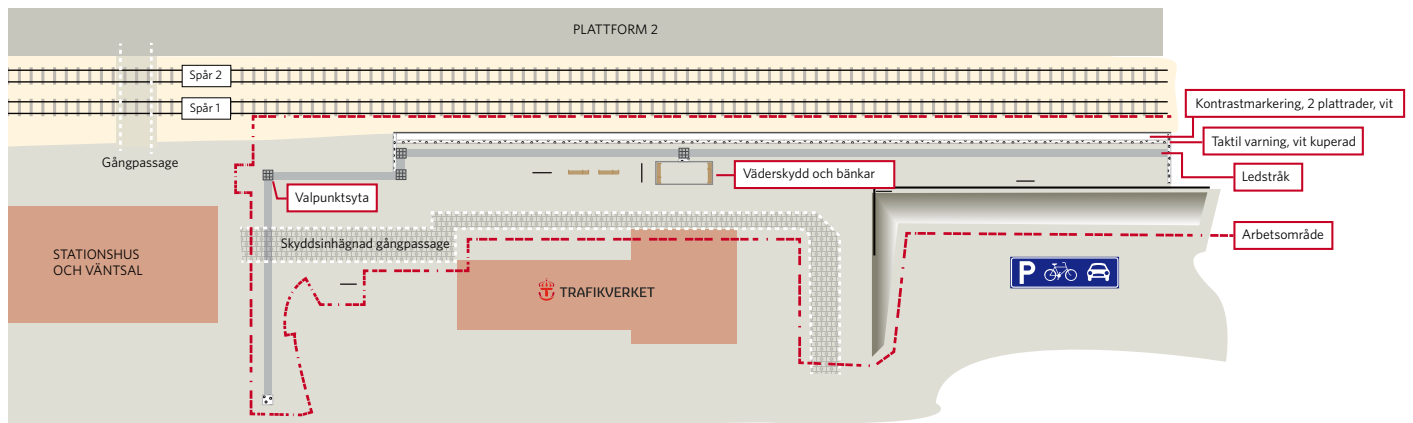 PLATTFORM 2
Spår 2
Spår 1
Kontrastmarkering, 2 plattrader, vit
Taktil varning, vit kuperad
Gångpassage
Väderskydd och bänkar
Ledstråk
Valpunktsyta
Skyddsinhägnad gångpassage
Arbetsområde
STATIONSHUS
OCH VÄNTSAL
P
TRAFIKVERKET